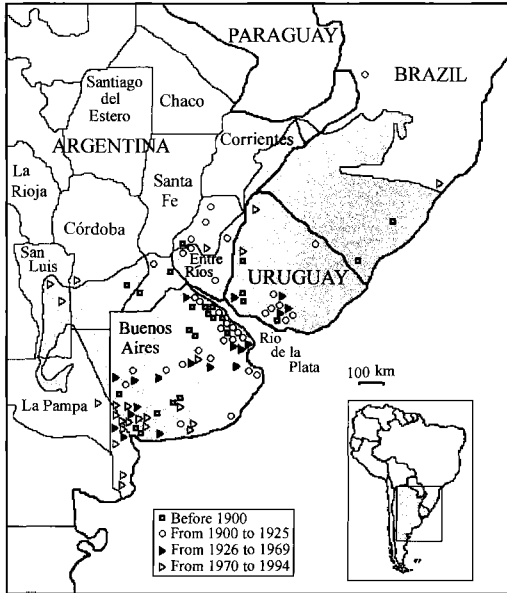 PARAGUAY
BRAZIL
Santiago
del
Estero
Chaco
Corrientes
ARGENTINA
La
Rioja
Santa
Fe
Córdoba
San
Luis
Entre
Ríos
URUGUAY
Buenos
Aires
Rio
de la
Plata
100 km
La Pampa
Before 1900
From 1900 to 1925
From 1926 to 1969
From 1970 to 1994